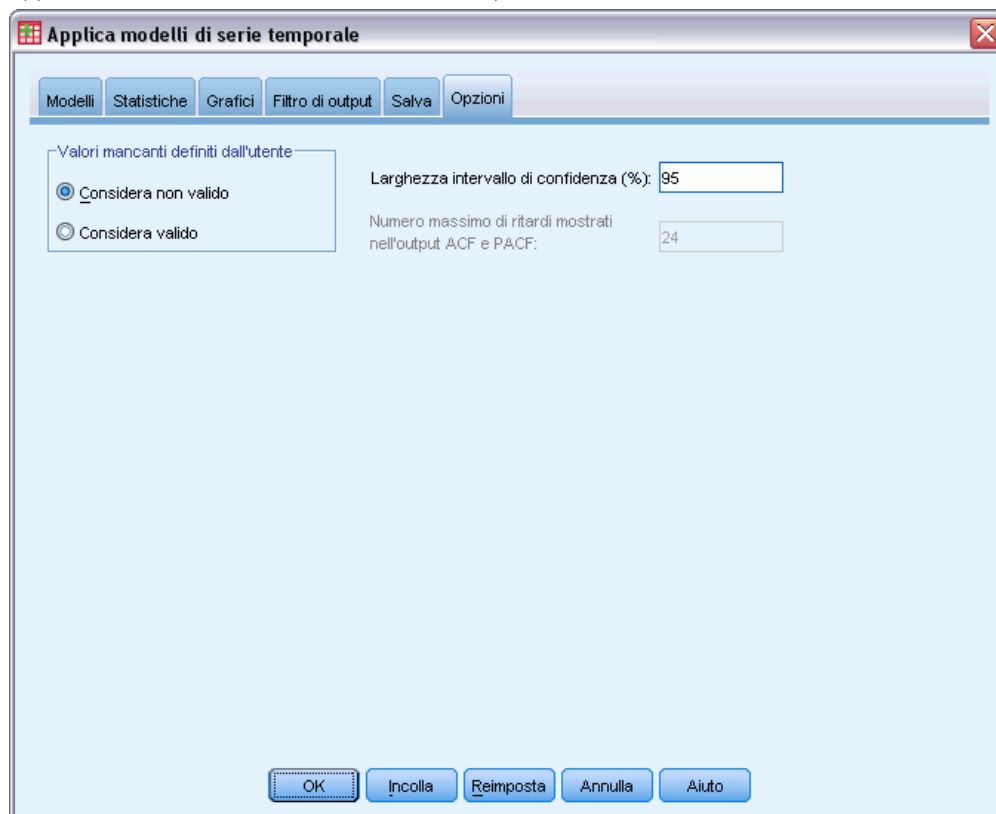 Applica modelli di serie temporale
Modelli Statistiche Grafici Filtro di output Salva Opzioni
Valori mancanti definiti dall'utente
Considera non valido
Considera valido
Larghezza intervallo di confidenza (%): 95
Numero massimo di ritardi mostrati
nell'output ACF e PACF: 24
OK Incolla Reimposta Annulla Aiuto